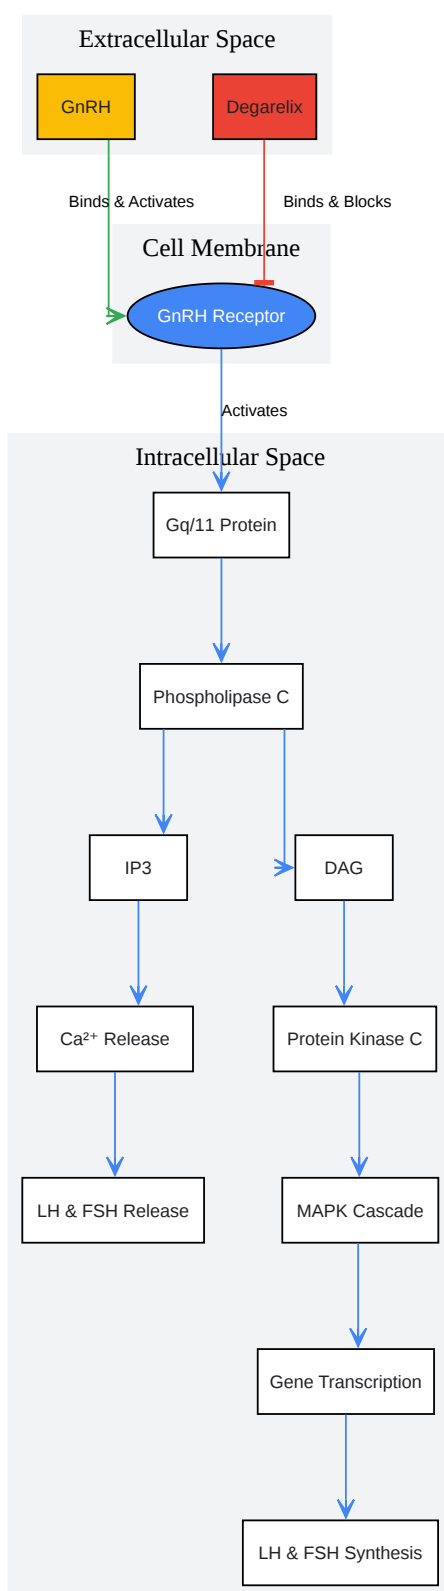 Extracellular Space
GnRH
Degarelix
Binds & Activates
Binds & Blocks
Cell Membrane
GnRH Receptor
Activates
Intracellular Space
Gq/11 Protein
Phospholipase C
IP3
DAG
Ca²⁺ Release
Protein Kinase C
LH & FSH Release
MAPK Cascade
Gene Transcription
LH & FSH Synthesis